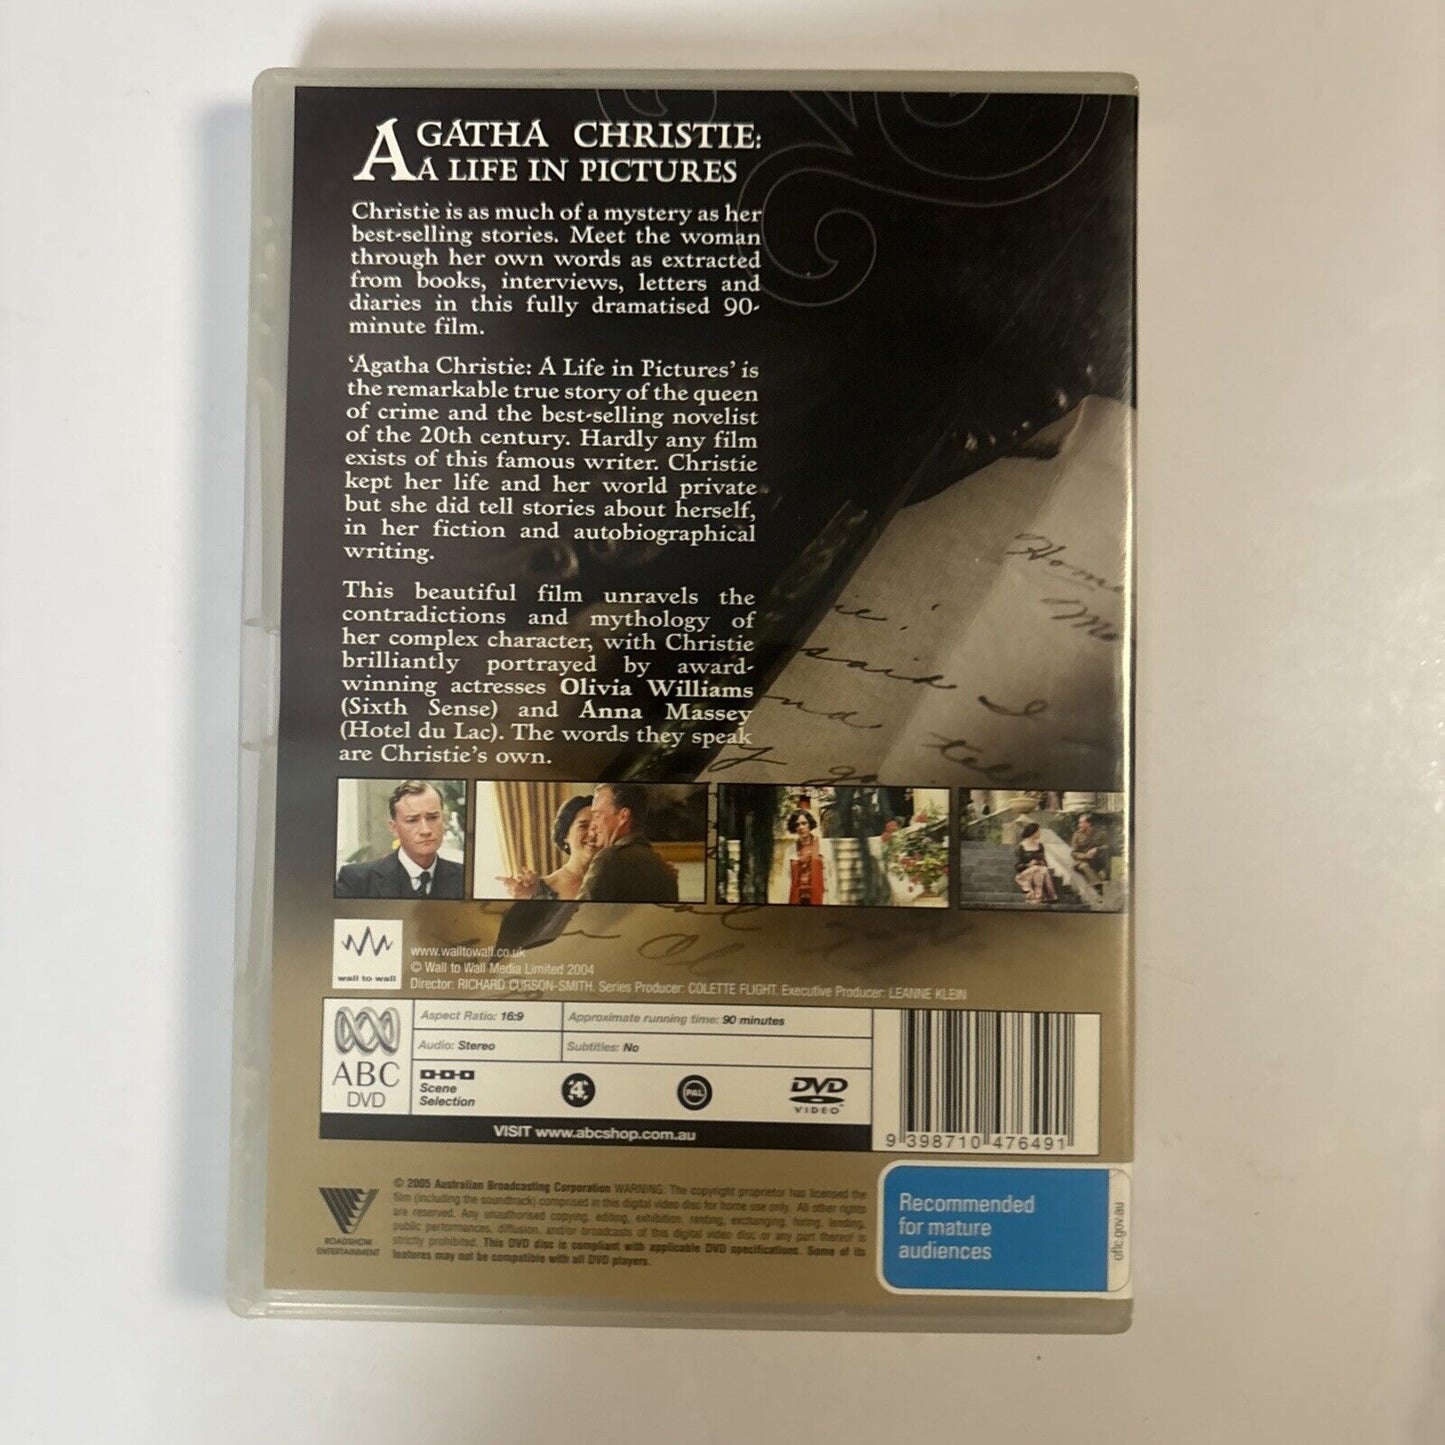 AGATHA CHRISTIE:
A LIFE IN PICTURES
Christie is as much of a mystery as her
best-selling stories. Meet the woman
through her own words as extracted
from books, interviews, letters and
diaries in this fully dramatised 90-
minute film.
‘Agatha Christie: A Life in Pictures’ is
the remarkable true story of the queen
of crime and the best-selling novelist
of the 20th century. Hardly any film
exists of this famous writer. Christie
kept her life and her world private
but she did tell stories about herself,
in her fiction and autobiographical
writing.
This beautiful film unravels the
contradictions and mythology of
her complex character, with Christie
brilliantly portrayed by award-
winning actresses Olivia Williams
(Sixth Sense) and Anna Massey
(Hotel du Lac). The words they speak
are Christie's own.
said I
tell
wall to wall
www.walltowall.co.uk
© Wall to Wall Media Limited 2004
Director: RICHARD CURSON-SMITH. Series Producer: COLETTE FLIGHT. Executive Producer: LEANNE KLEIN
ABC
DVD
Aspect Ratio: 16:9
Approximate running time: 90 minutes
Audio: Stereo
Subtitles: No
Scene
Selection
4
PAL
DVD
VIDEO
VISIT www.abcshop.com.au
9 398710 476491
ROADSHOW
ENTERTAINMENT
© 2005 Australian Broadcasting Corporation WARNING. The copyright proprietor has licensed the
film (including the soundtrack) comprised in this digital video disc for home use only. All other rights
are reserved. Any unauthorised copying, editing, exhibition, renting, exchanging, hiring, lending,
public performances, diffusion, and/or broadcasts of this digital video disc or any part thereof is
strictly prohibited. This DVD disc is compliant with applicable DVD specifications. Some of its
features may not be compatible with all DVD players.
Recommended
for mature
audiences
oflc.gov.au